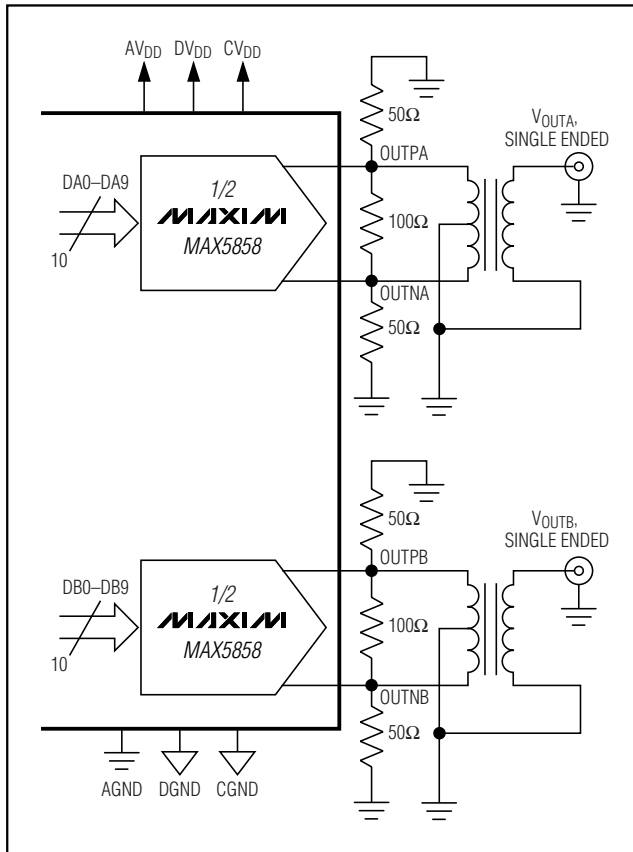 AVDD DVDD CVDD
50Ω
VOUTA,
SINGLE ENDED
OUTPA
DA0–DA9
10
1/2
MAXIM
MAX5858
100Ω
OUTNA
50Ω
50Ω
VOUTB,
SINGLE ENDED
OUTPB
DB0–DB9
10
1/2
MAXIM
MAX5858
100Ω
OUTNB
50Ω
AGND DGND CGND